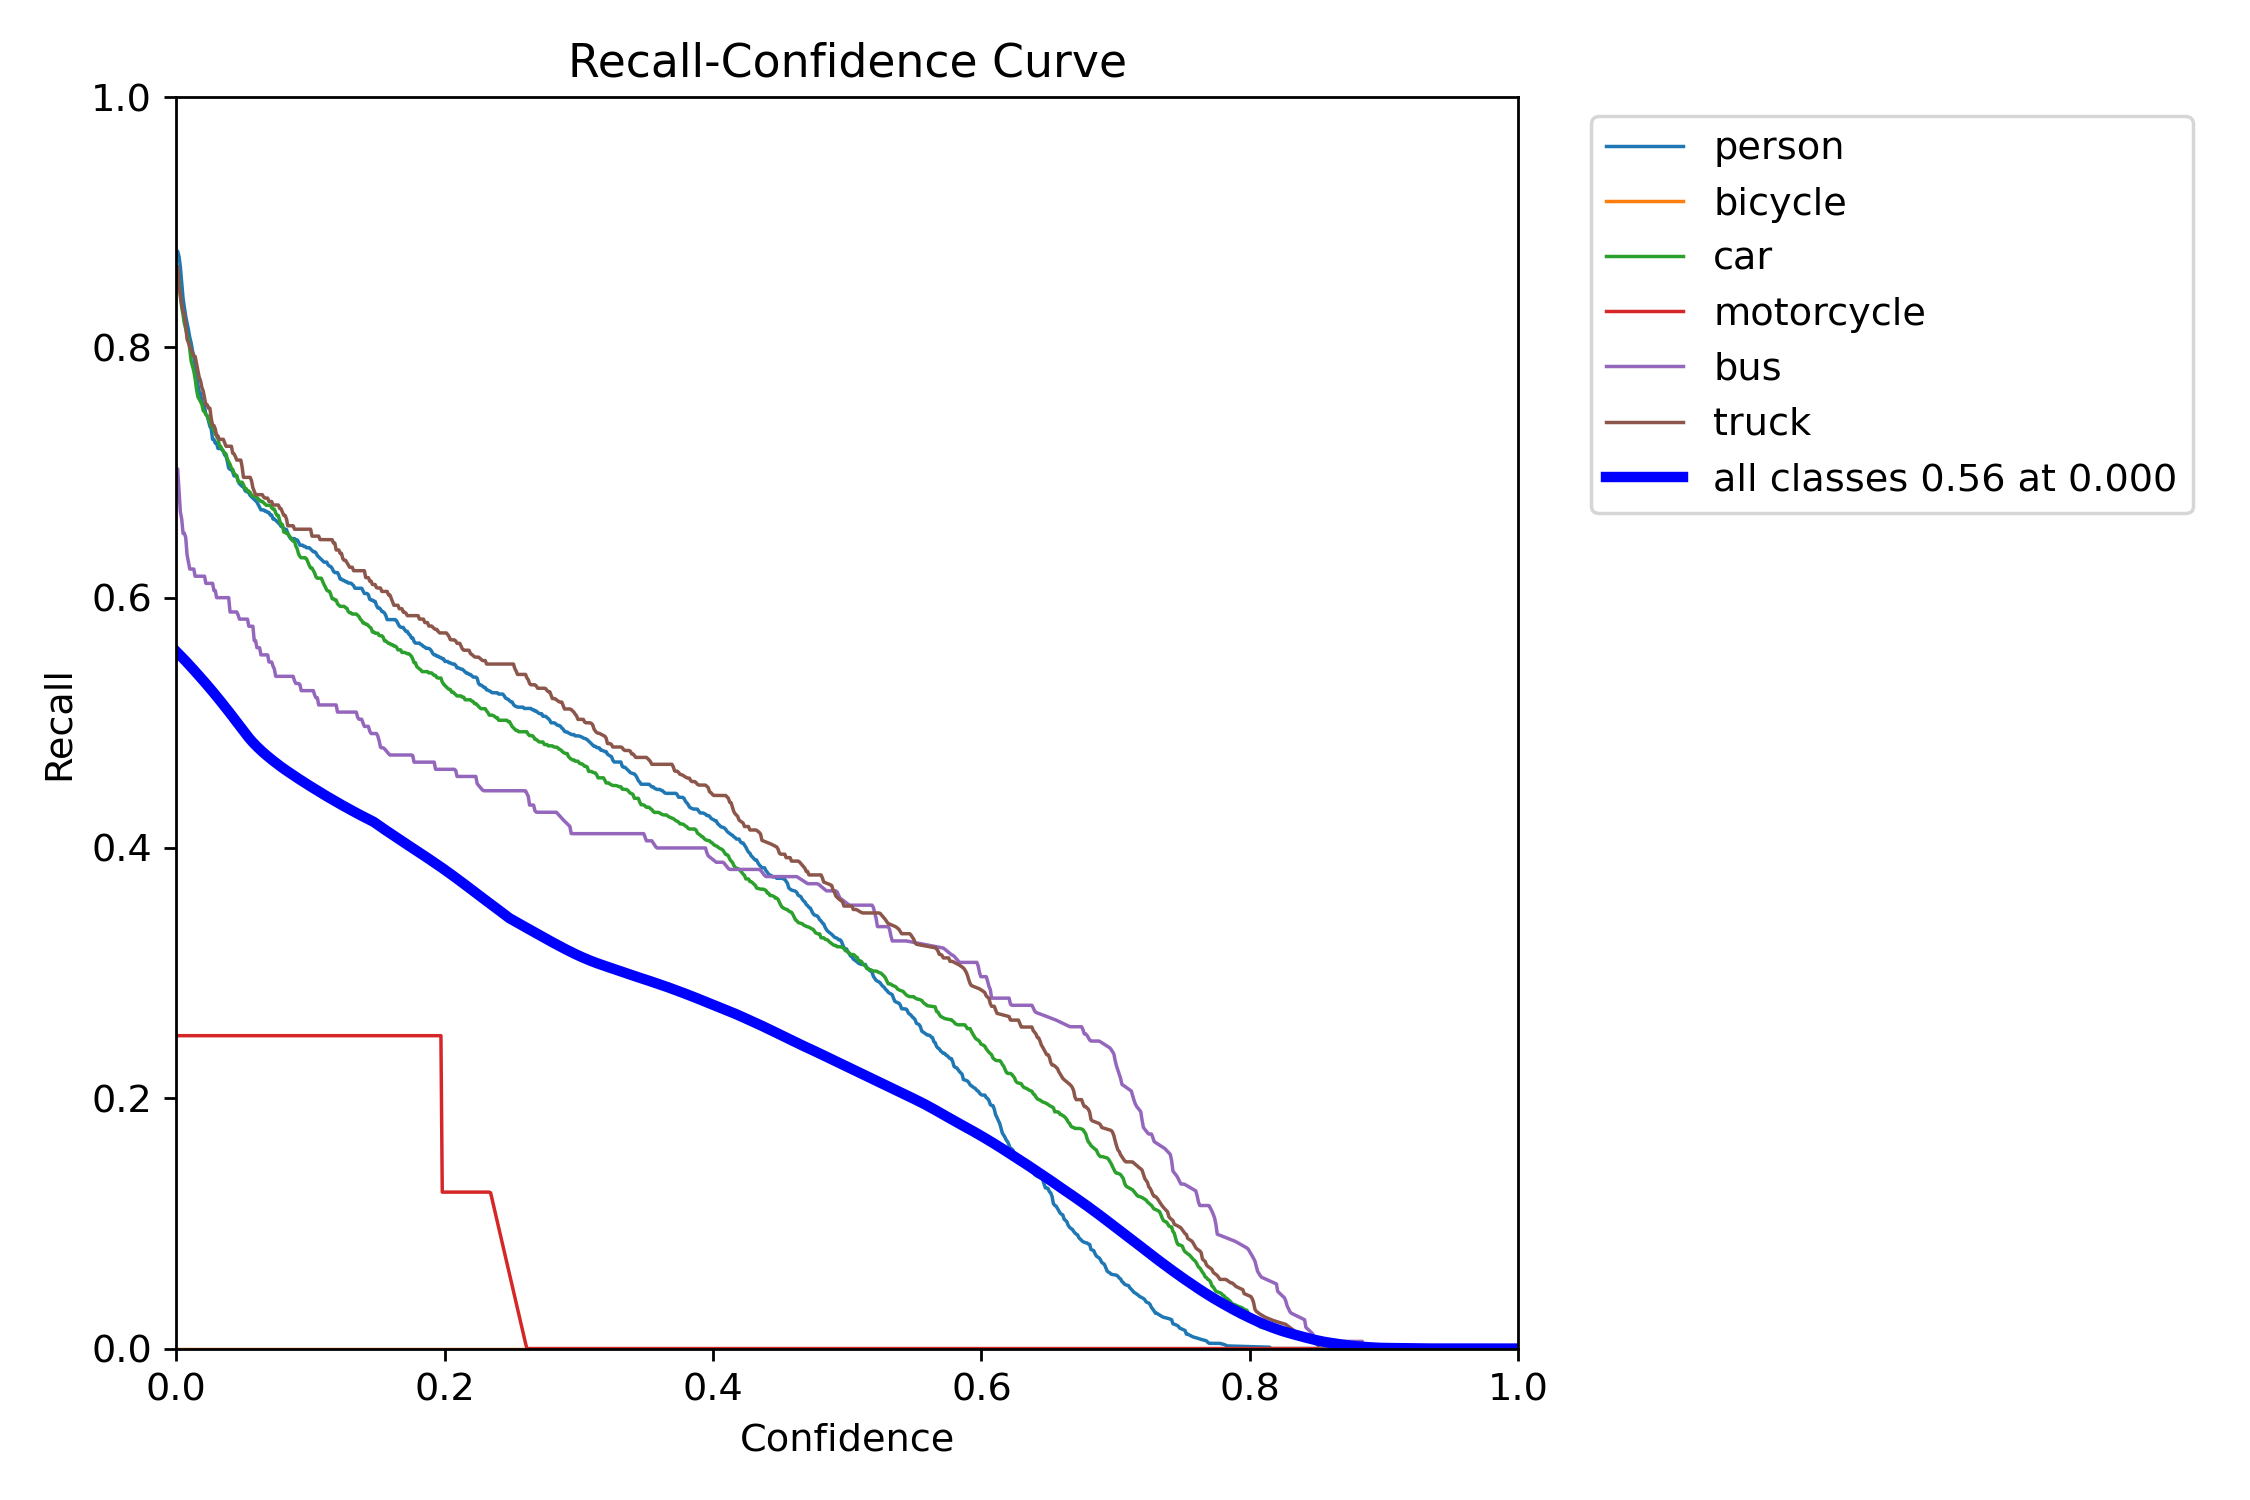 Recall-Confidence Curve
1.0
0.8
0.6
0.4
0.2
0.0
Recall
0.0 0.2 0.4 0.6 0.8 1.0
Confidence
person
bicycle
car
motorcycle
bus
truck
all classes 0.56 at 0.000